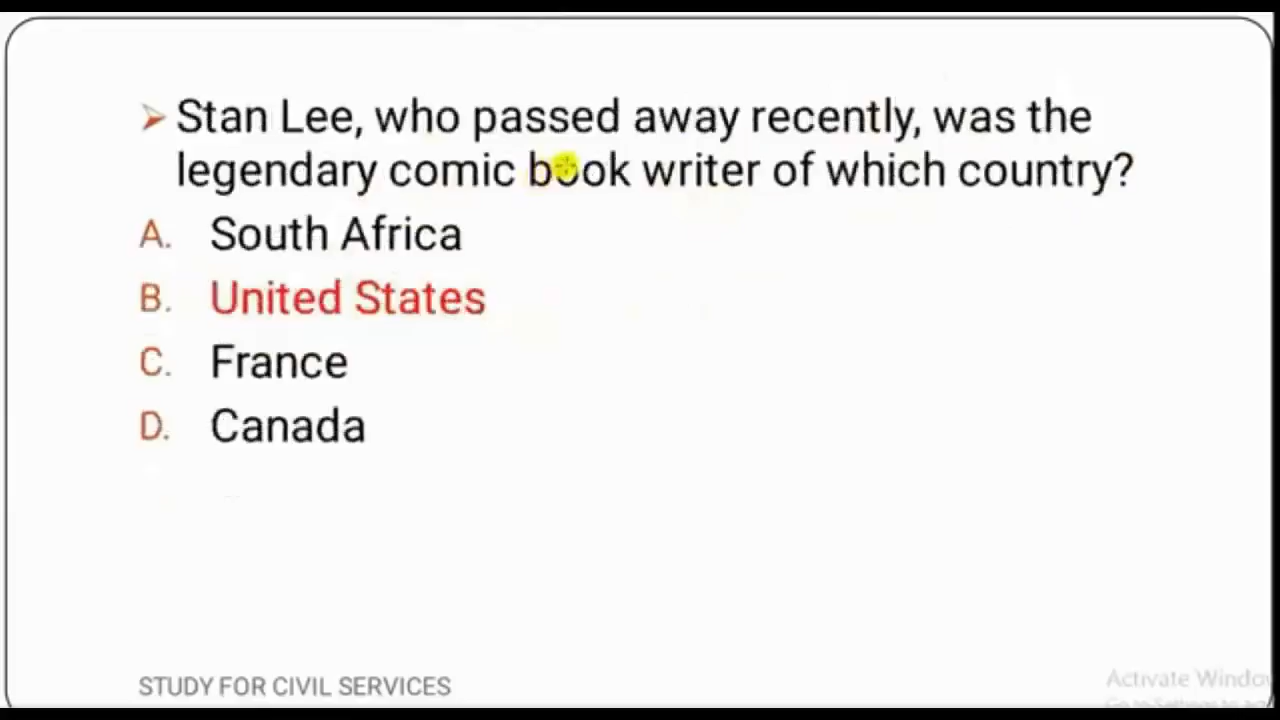 Stan Lee, who passed away recently, was the
legendary comic book writer of which country?
A. South Africa
B. United States
C. France
D. Canada
STUDY FOR CIVIL SERVICES
Activate Windo